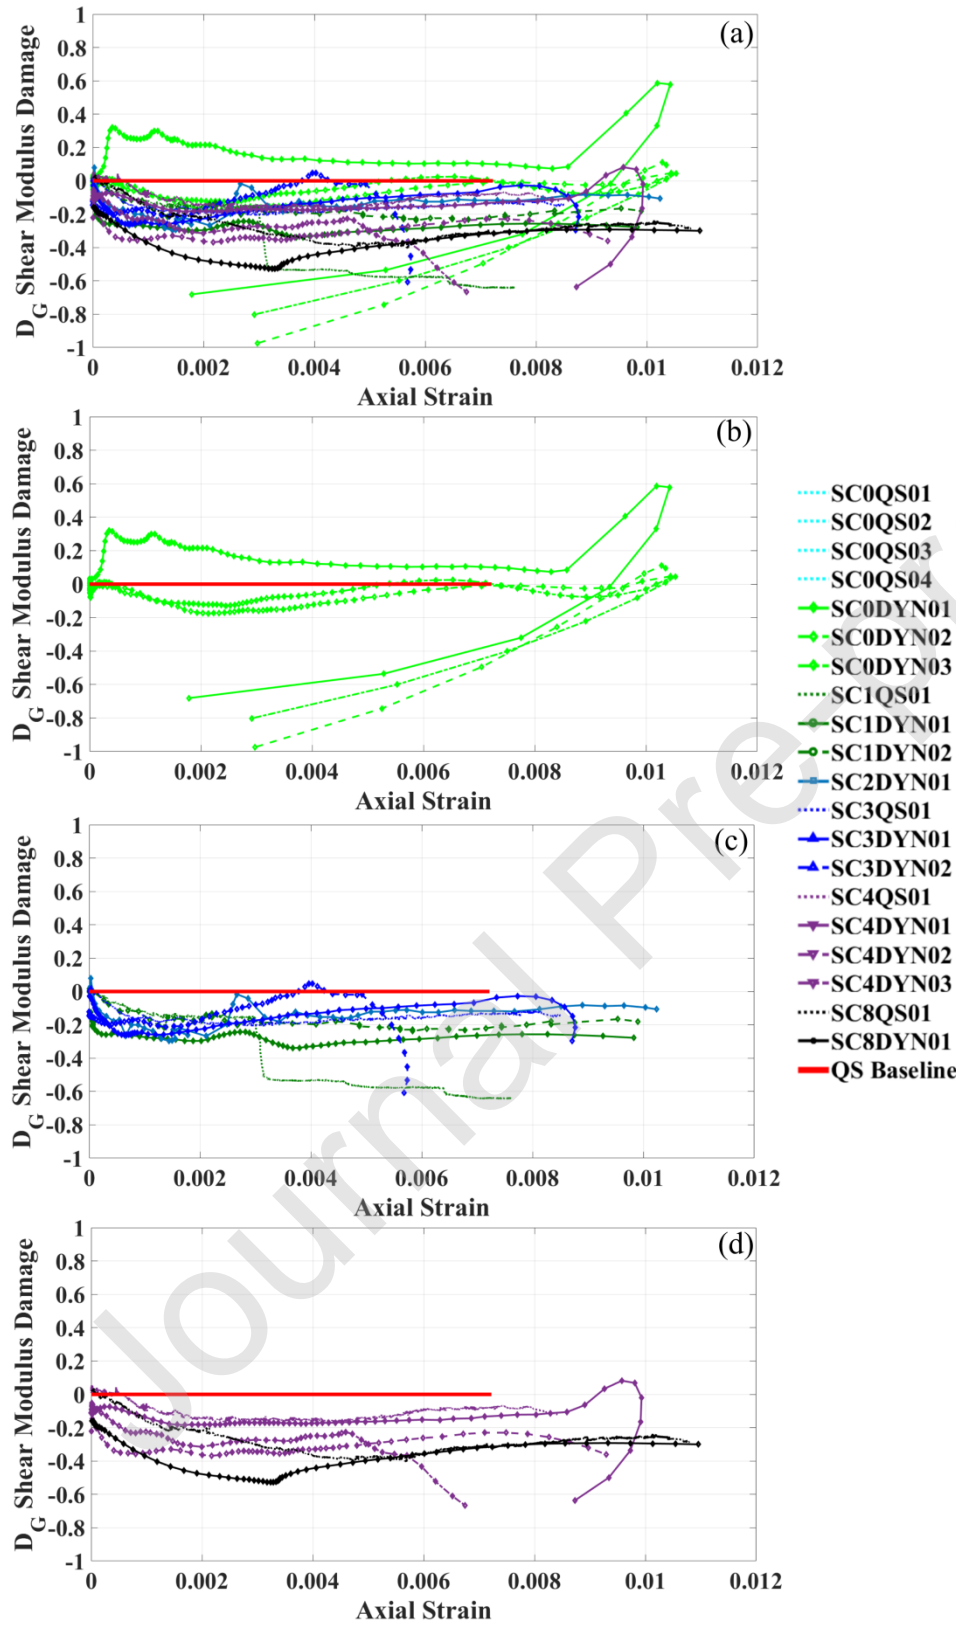 (a)
1
0.8
0.6
0.4
0.2
0
-0.2
-0.4
-0.6
-0.8
-1
D_G Shear Modulus Damage
0 0.002 0.004 0.006 0.008 0.01 0.012
Axial Strain
(b)
1
0.8
0.6
0.4
0.2
0
-0.2
-0.4
-0.6
-0.8
-1
D_G Shear Modulus Damage
0 0.002 0.004 0.006 0.008 0.01 0.012
Axial Strain
(c)
1
0.8
0.6
0.4
0.2
0
-0.2
-0.4
-0.6
-0.8
-1
D_G Shear Modulus Damage
0 0.002 0.004 0.006 0.008 0.01 0.012
Axial Strain
(d)
1
0.8
0.6
0.4
0.2
0
-0.2
-0.4
-0.6
-0.8
-1
D_G Shear Modulus Damage
0 0.002 0.004 0.006 0.008 0.01 0.012
Axial Strain
SC0QS01
SC0QS02
SC0QS03
SC0QS04
SC0DYN01
SC0DYN02
SC0DYN03
SC1QS01
SC1DYN01
SC1DYN02
SC2DYN01
SC3QS01
SC3DYN01
SC3DYN02
SC4QS01
SC4DYN01
SC4DYN02
SC4DYN03
SC8QS01
SC8DYN01
QS Baseline
Journal Pre-pr